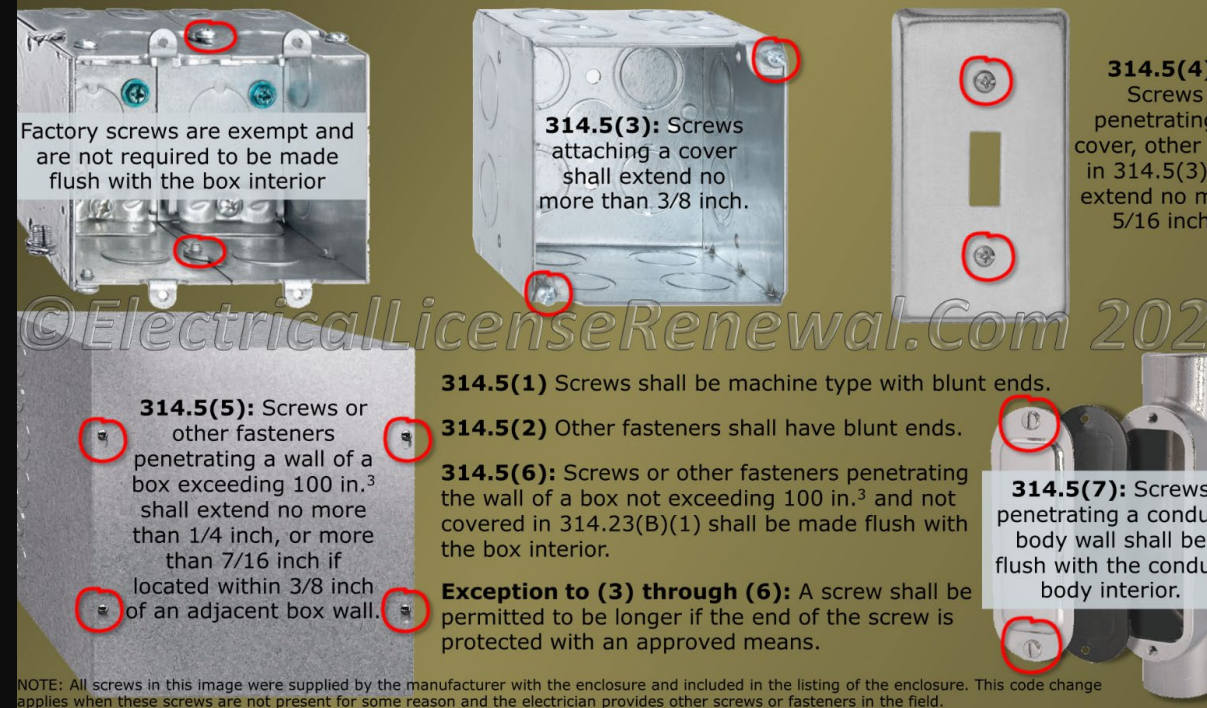 Factory screws are exempt and
are not required to be made
flush with the box interior
314.5(3): Screws
attaching a cover
shall extend no
more than 3/8 inch.
314.5(4)
Screws
penetrating
cover, other
in 314.5(3)
extend no m
5/16 inch
©ElectricalLicenseRenewal.Com 202
314.5(5): Screws or
other fasteners
penetrating a wall of a
box exceeding 100 in.³
shall extend no more
than 1/4 inch, or more
than 7/16 inch if
located within 3/8 inch
of an adjacent box wall.
314.5(1) Screws shall be machine type with blunt ends.
314.5(2) Other fasteners shall have blunt ends.
314.5(6): Screws or other fasteners penetrating
the wall of a box not exceeding 100 in.³ and not
covered in 314.23(B)(1) shall be made flush with
the box interior.
Exception to (3) through (6): A screw shall be
permitted to be longer if the end of the screw is
protected with an approved means.
314.5(7): Screws
penetrating a condu
body wall shall be
flush with the condu
body interior.
NOTE: All screws in this image were supplied by the manufacturer with the enclosure and included in the listing of the enclosure. This code change
applies when these screws are not present for some reason and the electrician provides other screws or fasteners in the field.